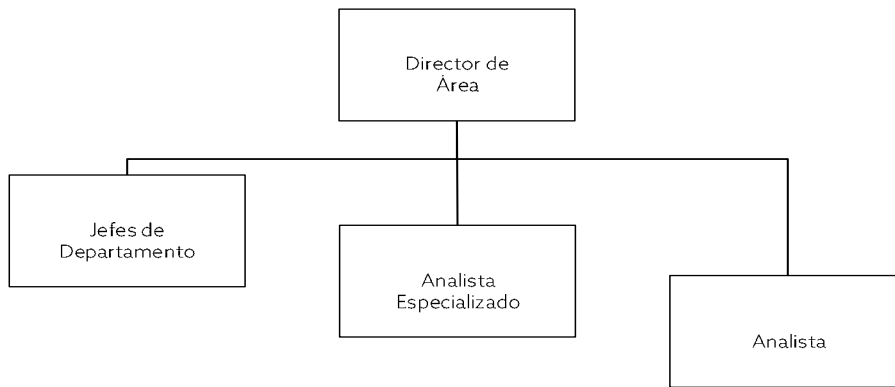 Director de
Área
Jefes de
Departamento
Analista
Especializado
Analista